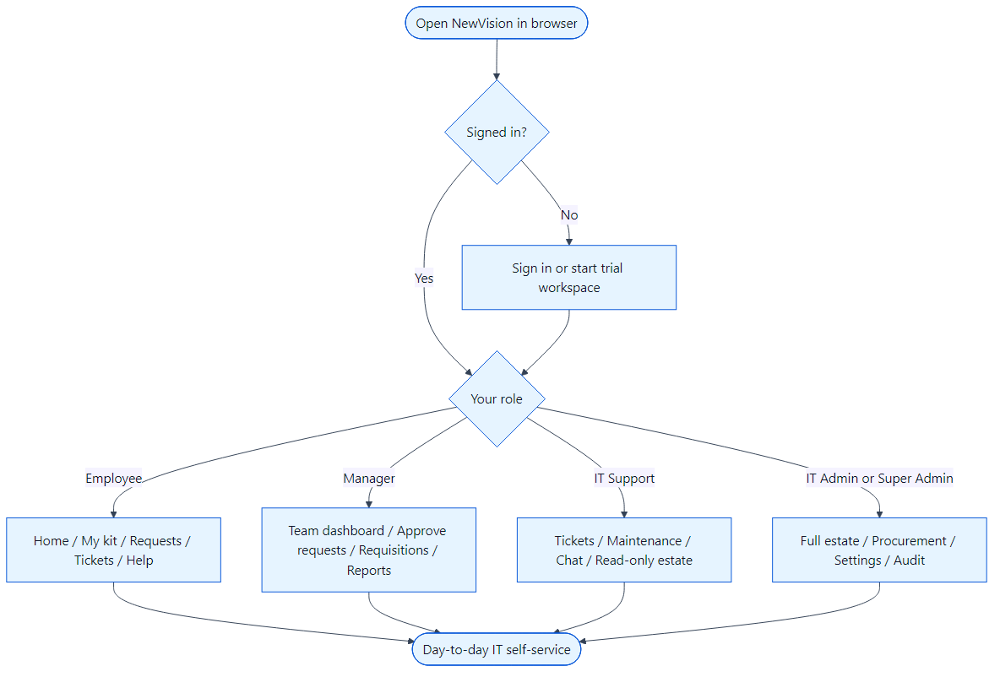 Open NewVision in browser
Signed in?
No
Yes
Sign in or start trial
workspace
Your role
Employee
Manager
IT Support
IT Admin or Super Admin
Home / My kit / Requests /
Tickets / Help
Team dashboard / Approve
requests / Requisitions /
Reports
Tickets / Maintenance /
Chat / Read-only estate
Full estate / Procurement /
Settings / Audit
Day-to-day IT self-service